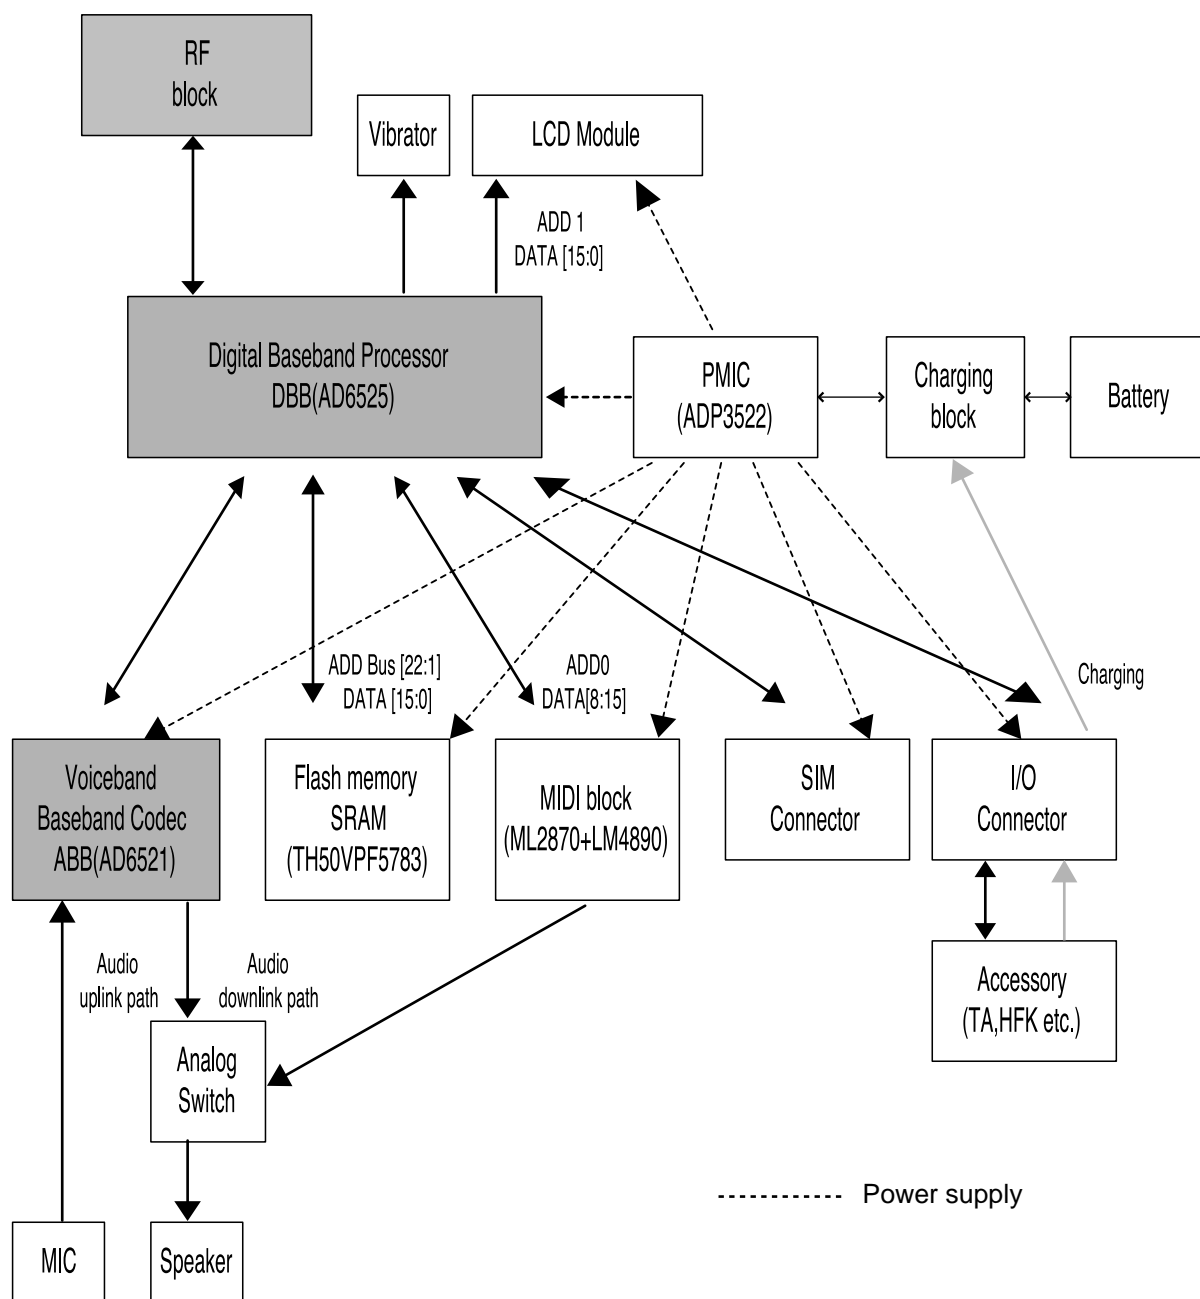 RF
block
Vibrator
LCD Module
ADD 1
DATA [15:0]
Digital Baseband Processor
DBB(AD6525)
PMIC
(ADP3522)
Charging
block
Battery
ADD Bus [22:1]
DATA [15:0]
ADD0
DATA[8:15]
Charging
Voiceband
Baseband Codec
ABB(AD6521)
Flash memory
SRAM
(TH50VPF5783)
MIDI block
(ML2870+LM4890)
SIM
Connector
I/O
Connector
Audio
uplink path
Audio
downlink path
Accessory
(TA,HFK etc.)
Analog
Switch
Power supply
MIC
Speaker